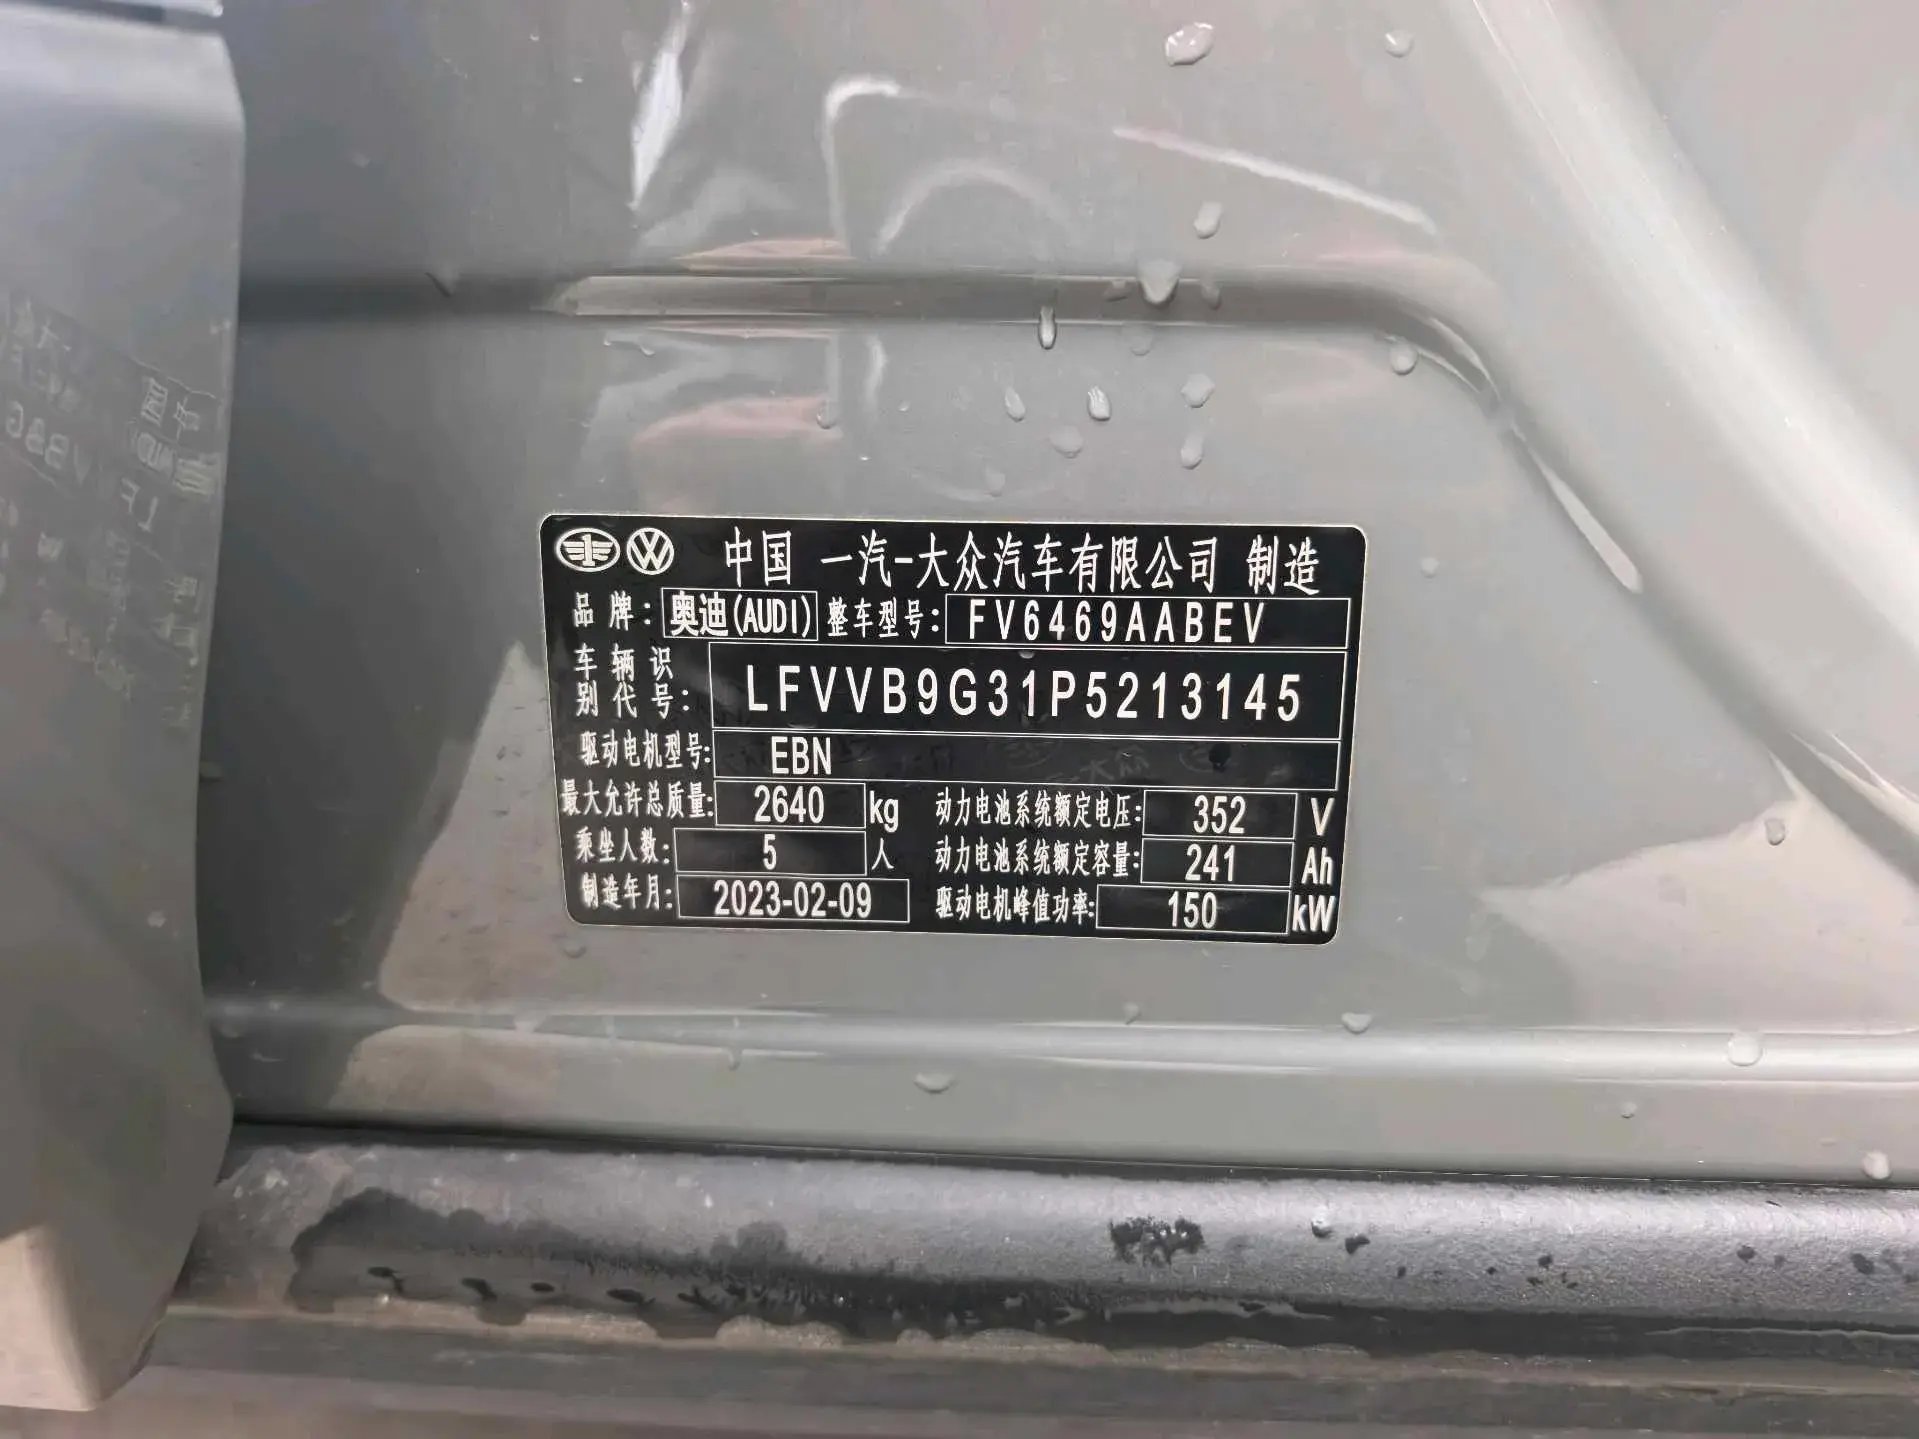 中国 一汽-大众汽车有限公司 制造
品牌: 奥迪(AUDI) 整车型号: FV6469AABEV
车辆识别代号: LFVVB9G31P5213145
驱动电机型号: EBN
最大允许总质量: 2640 kg 动力电池系统额定电压: 352 V
乘坐人数: 5 人 动力电池系统额定容量: 241 Ah
制造年月: 2023-02-09 驱动电机峰值功率: 150 kW